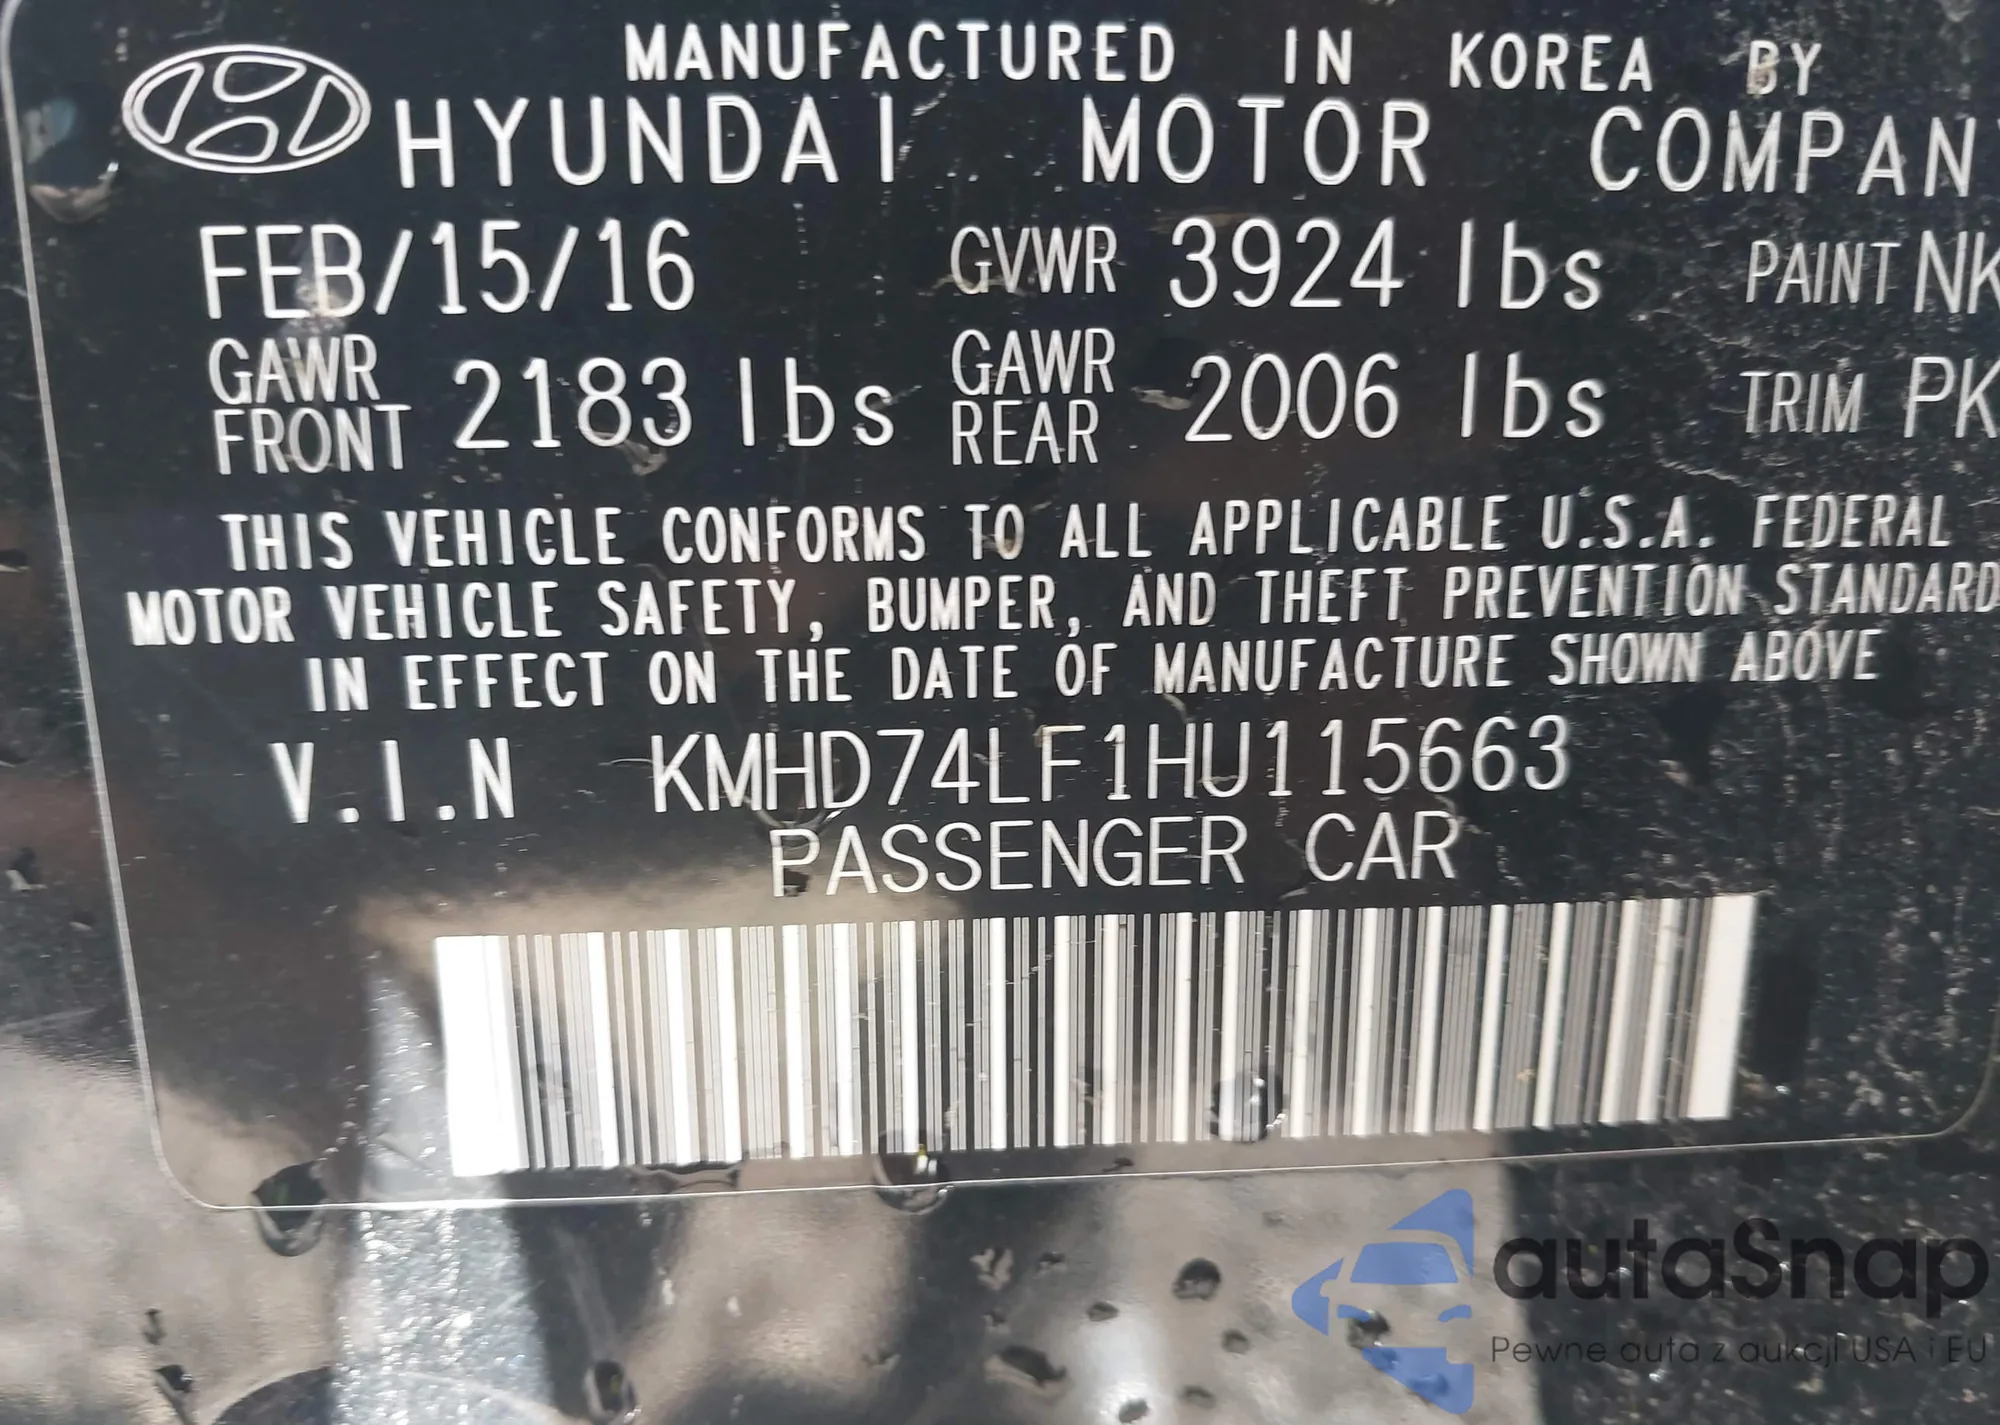 MANUFACTURED IN KOREA BY
HYUNDAI MOTOR COMPANY
FEB/15/16 GVWR 3924 lbs PAINT NK
GAWR FRONT 2183 lbs GAWR REAR 2006 lbs TRIM PK
THIS VEHICLE CONFORMS TO ALL APPLICABLE U.S.A. FEDERAL
MOTOR VEHICLE SAFETY, BUMPER, AND THEFT PREVENTION STANDARD
IN EFFECT ON THE DATE OF MANUFACTURE SHOWN ABOVE
V.I.N KMHD74LF1HU115663
PASSENGER CAR
autaSnap
Pewne auta z aukcji USA i EU